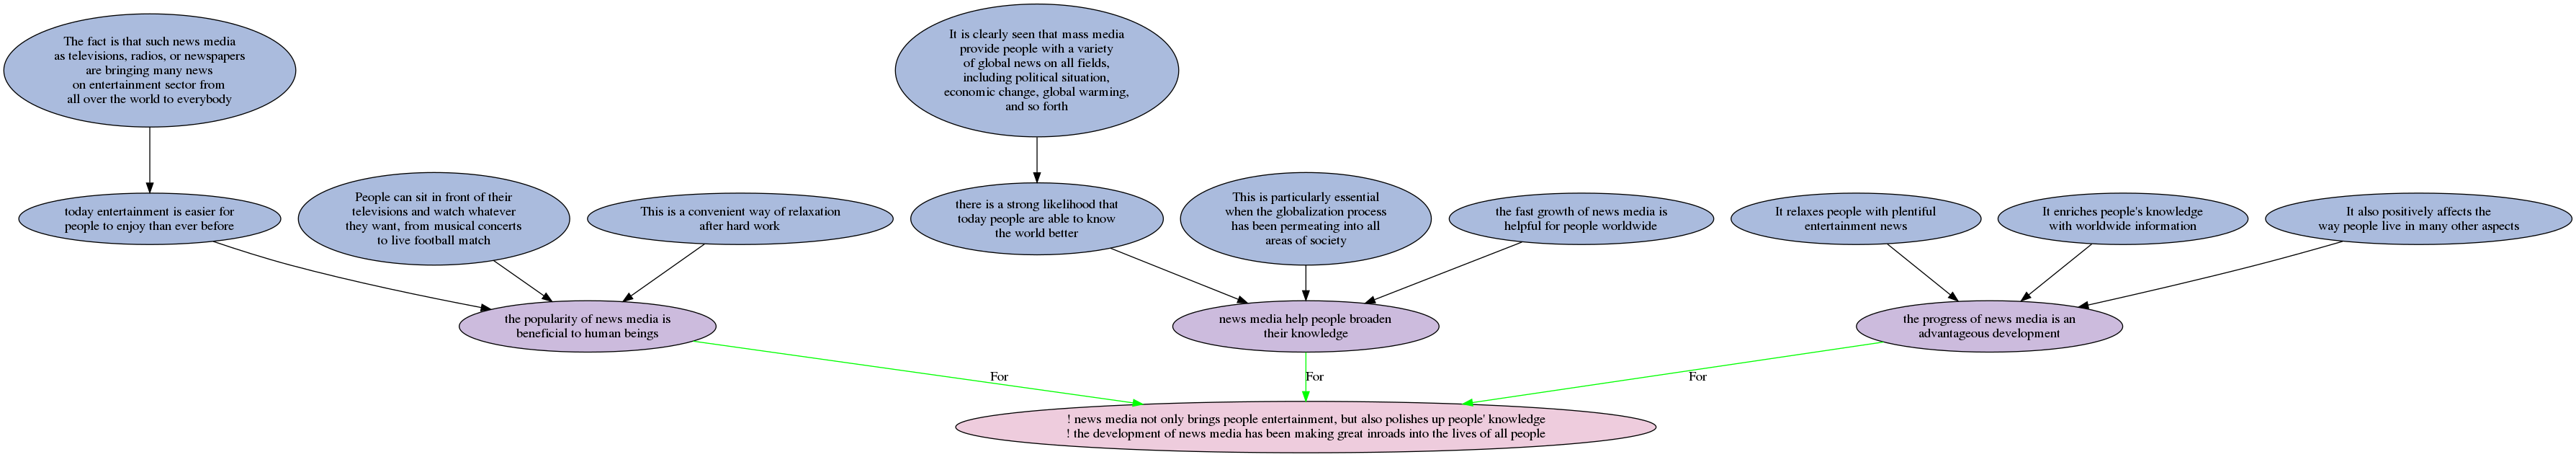 The fact is that such news media
as televisions, radios, or newspapers
are bringing many news
on entertainment sector from
all over the world to everybody
It is clearly seen that mass media
provide people with a variety
of global news on all fields,
including political situation,
economic change, global warming,
and so forth
today entertainment is easier for
people to enjoy than ever before
People can sit in front of their
televisions and watch whatever
they want, from musical concerts
to live football match
This is a convenient way of relaxation
after hard work
there is a strong likelihood that
today people are able to know
the world better
This is particularly essential
when the globalization process
has been permeating into all
areas of society
the fast growth of news media is
helpful for people worldwide
It relaxes people with plentiful
entertainment news
It enriches people's knowledge
with worldwide information
It also positively affects the
way people live in many other aspects
the popularity of news media is
beneficial to human beings
news media help people broaden
their knowledge
the progress of news media is an
advantageous development
For
For
For
! news media not only brings people entertainment, but also polishes up people' knowledge
! the development of news media has been making great inroads into the lives of all people